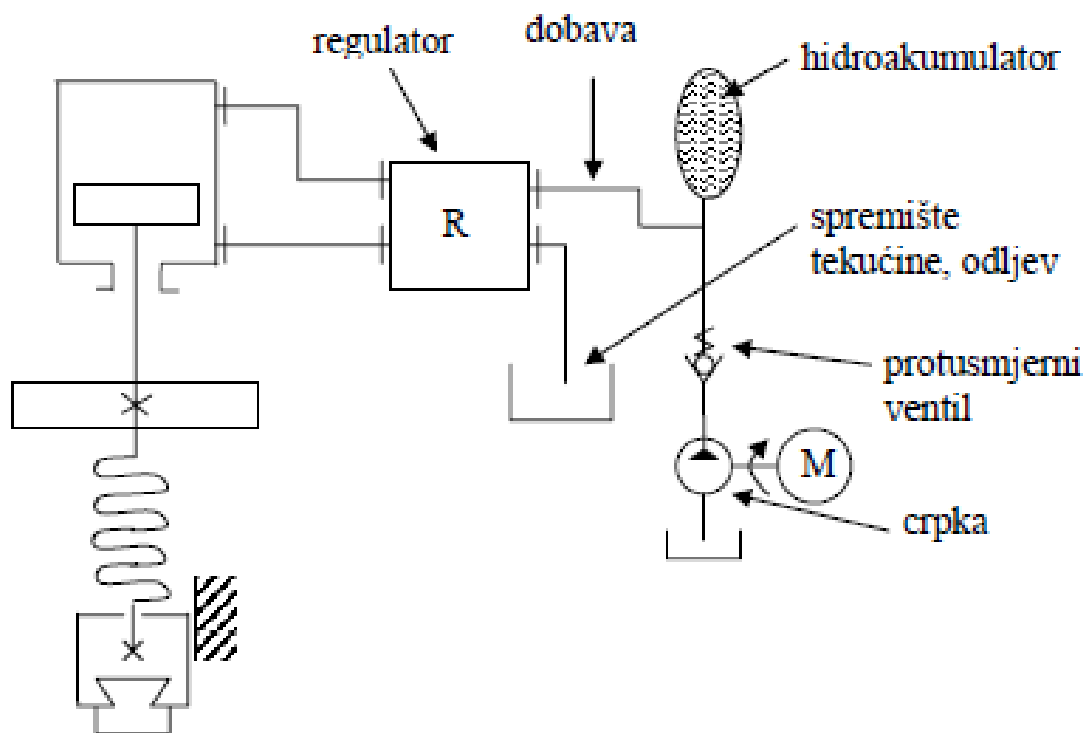 regulator
dobava
hidroakumulator
R
spremište
tekućine, odljev
protusmjerni
ventil
M
crpka